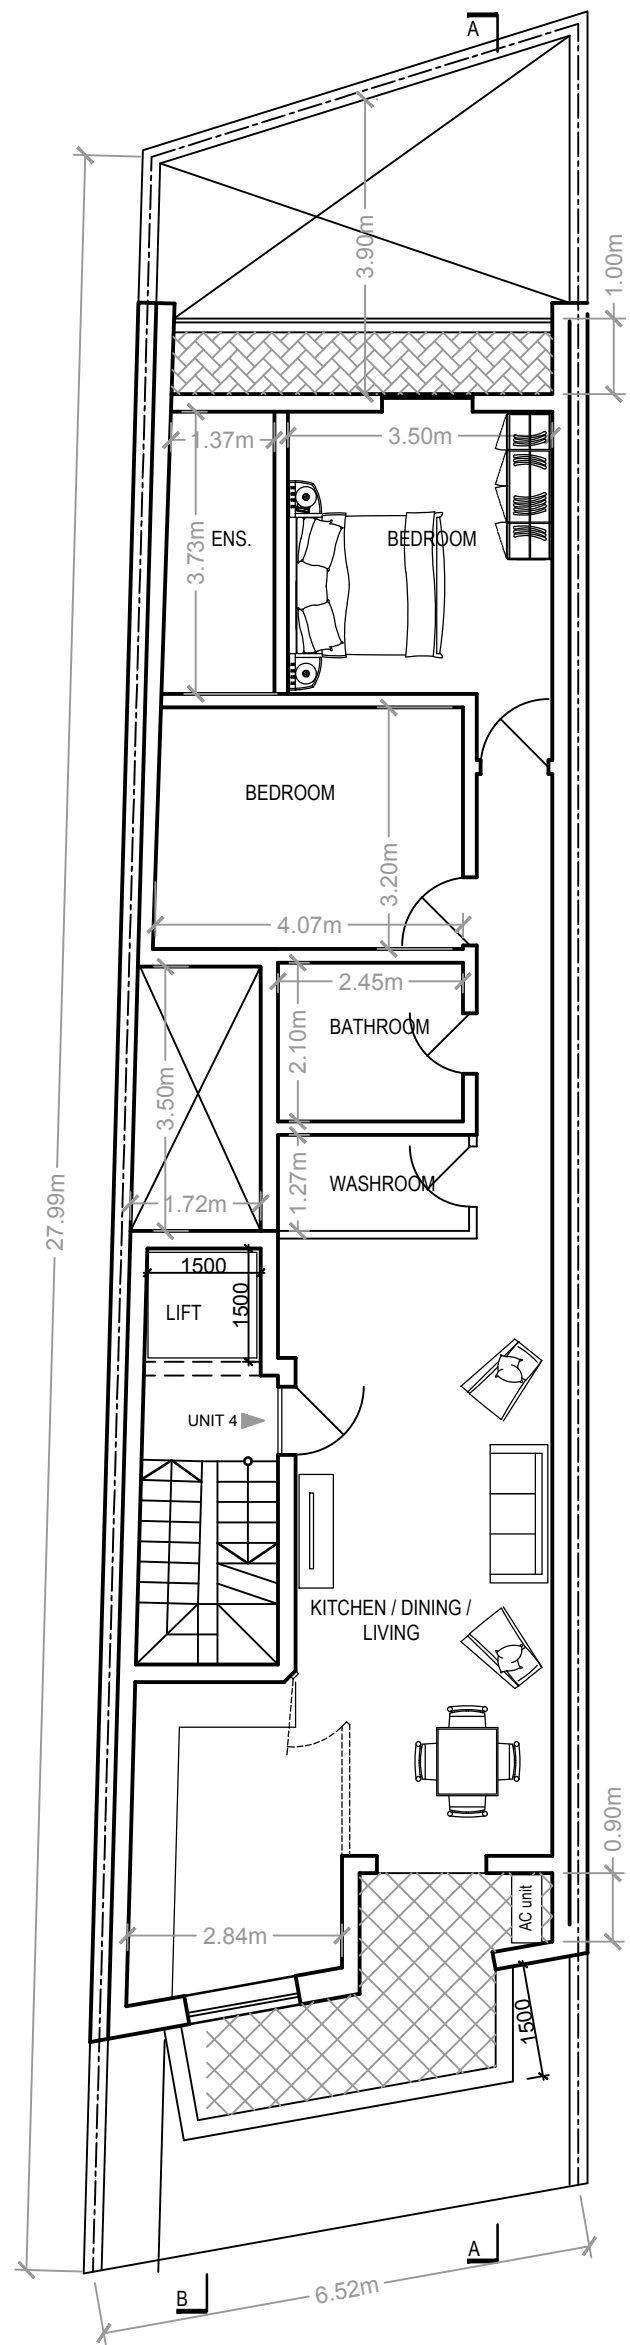 A
3.90m
1.00m
1.37m
3.50m
3.73m
ENS.
BEDROOM
BEDROOM
3.20m
4.07m
2.45m
BATHROOM
2.10m
3.50m
1.27m
WASHROOM
1.72m
27.99m
1500
LIFT
1500
UNIT 4
KITCHEN / DINING /
LIVING
0.90m
AC unit
2.84m
1500
A
B
6.52m